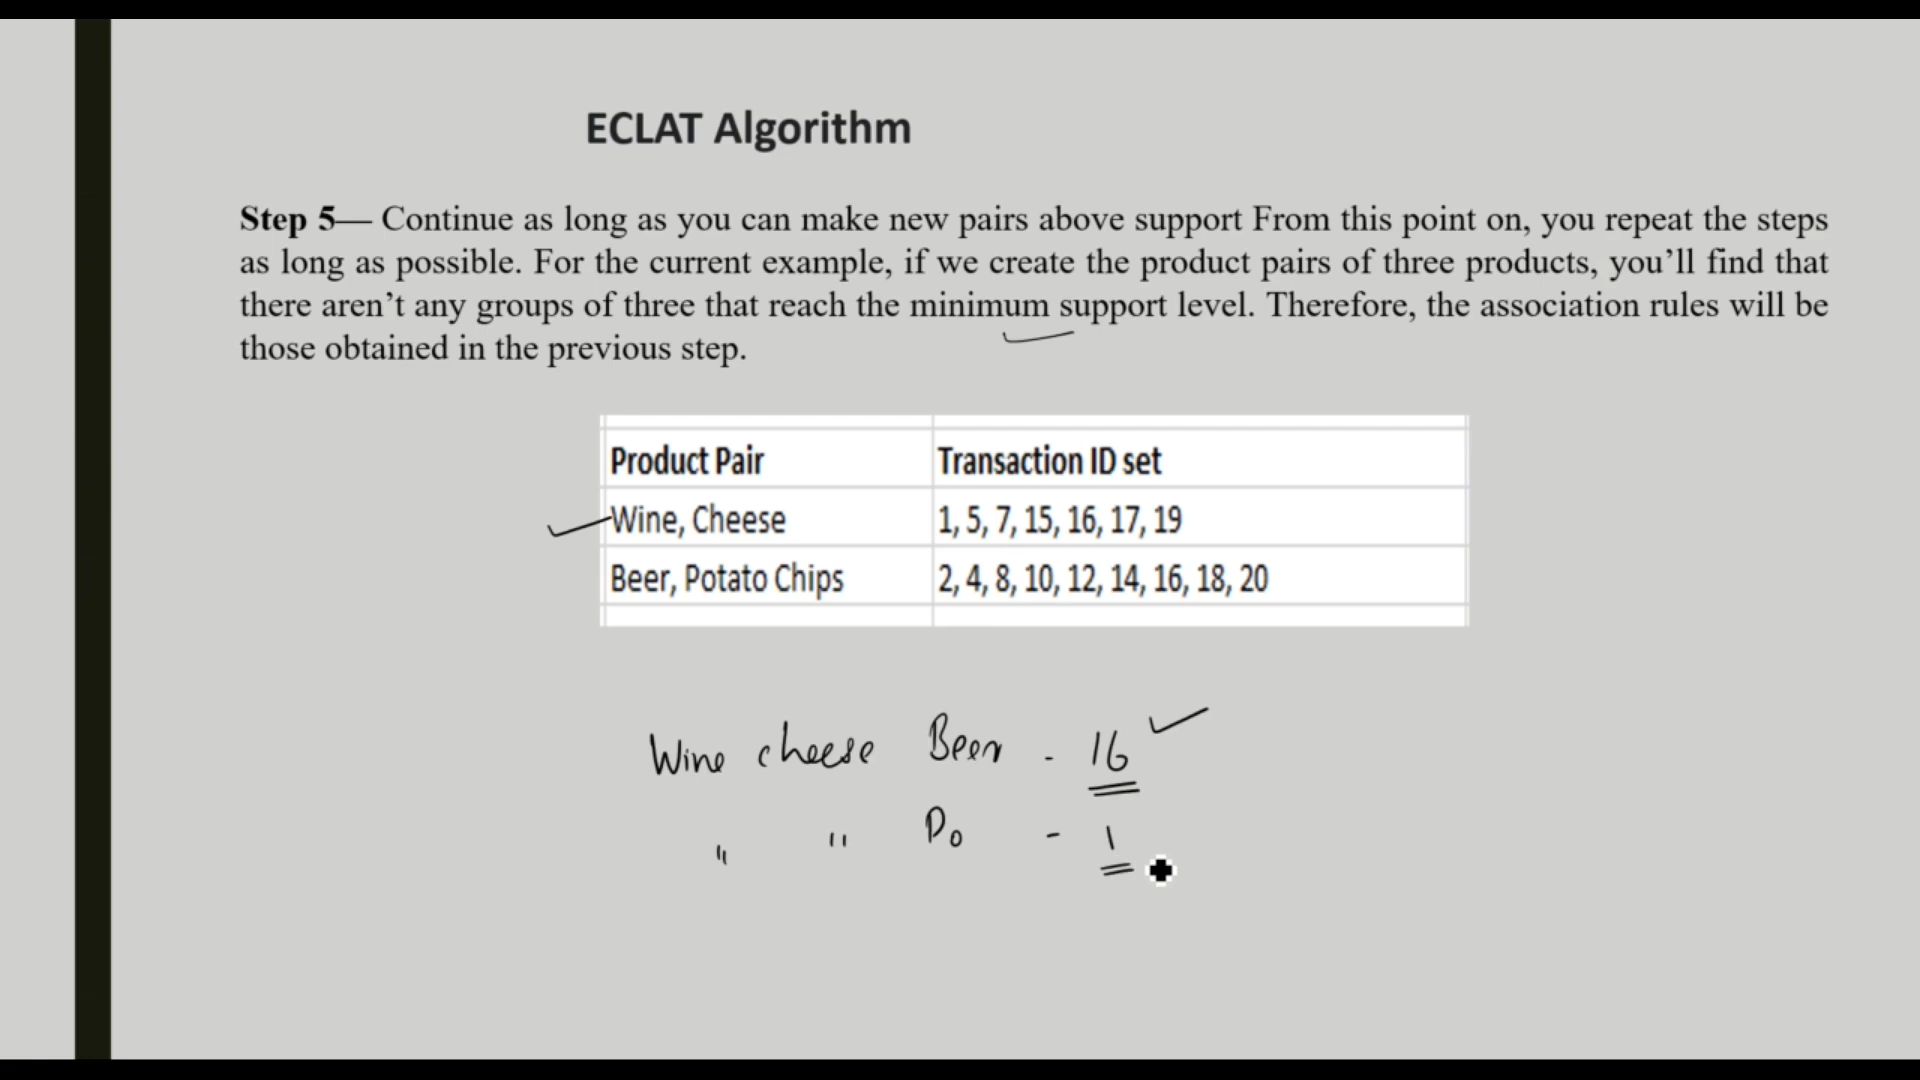 ECLAT Algorithm
Step 5— Continue as long as you can make new pairs above support From this point on, you repeat the steps
as long as possible. For the current example, if we create the product pairs of three products, you’ll find that
there aren’t any groups of three that reach the minimum support level. Therefore, the association rules will be
those obtained in the previous step.
Product Pair Transaction ID set
Wine, Cheese 1, 5, 7, 15, 16, 17, 19
Beer, Potato Chips 2, 4, 8, 10, 12, 14, 16, 18, 20
Wine cheese Beer - 16
" " Po - 1